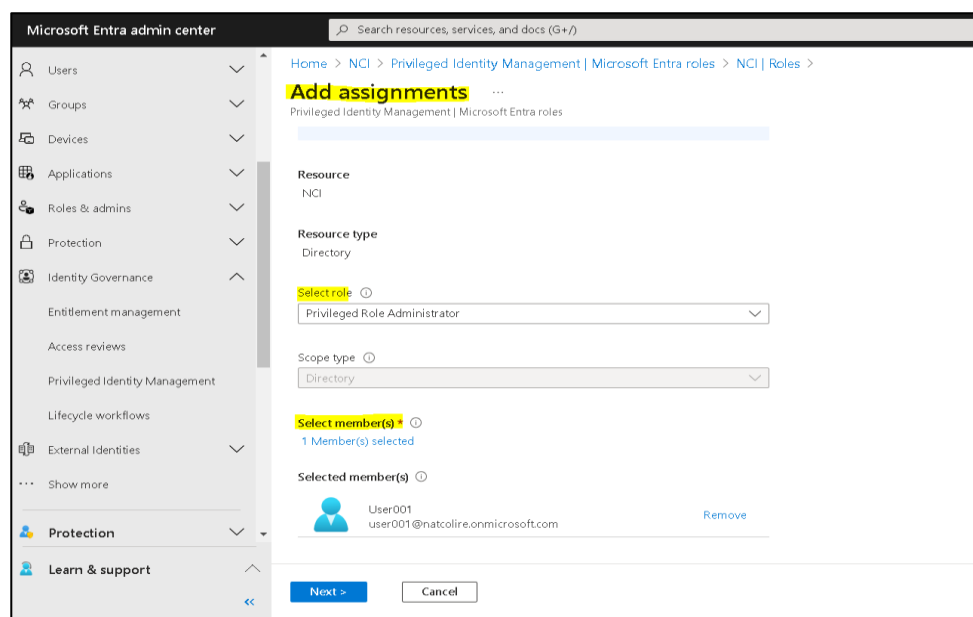 Microsoft Entra admin center
Search resources, services, and docs (G+/)
Users
Groups
Devices
Applications
Roles & admins
Protection
Identity Governance
Entitlement management
Access reviews
Privileged Identity Management
Lifecycle workflows
External Identities
Show more
Protection
Learn & support
Home > NCI > Privileged Identity Management | Microsoft Entra roles > NCI | Roles >
Add assignments ...
Privileged Identity Management | Microsoft Entra roles
Resource
NCI
Resource type
Directory
Select role
Privileged Role Administrator
Scope type
Directory
Select member(s) *
1 Member(s) selected
Selected member(s)
User001
user001@natcolire.onmicrosoft.com
Remove
Next >
Cancel